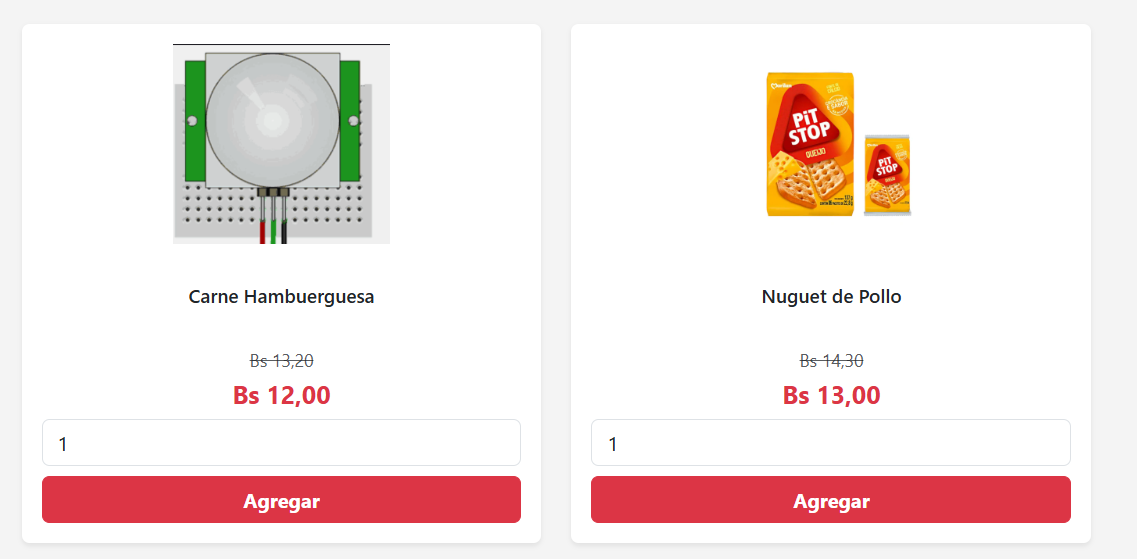 PiT
STOP
QUEIJO
PiT
STOP
Carne Hambuerguesa
Nuguet de Pollo
Bs 13,20
Bs 14,30
Bs 12,00
Bs 13,00
1
1
Agregar
Agregar